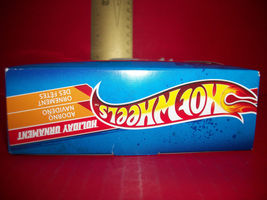 HOT WHEELS
HOLIDAY ORNAMENT
ADORNO
NAVIDEÑO
ORNEMENT
DES FÊTES